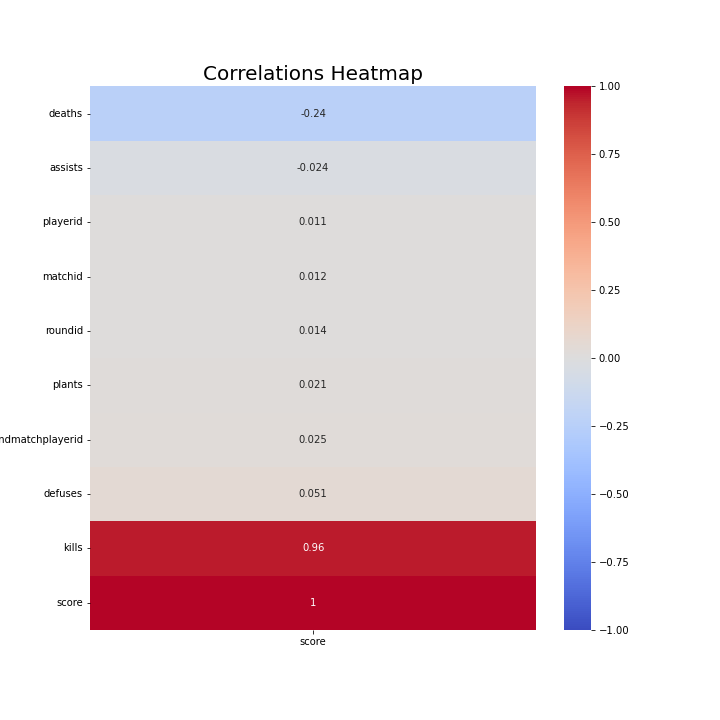 Correlations Heatmap
deaths -0.24
assists -0.024
playerid 0.011
matchid 0.012
roundid 0.014
plants 0.021
ndmatchplayerid 0.025
defuses 0.051
kills 0.96
score 1
score
1.00
0.75
0.50
0.25
0.00
−0.25
−0.50
−0.75
−1.00